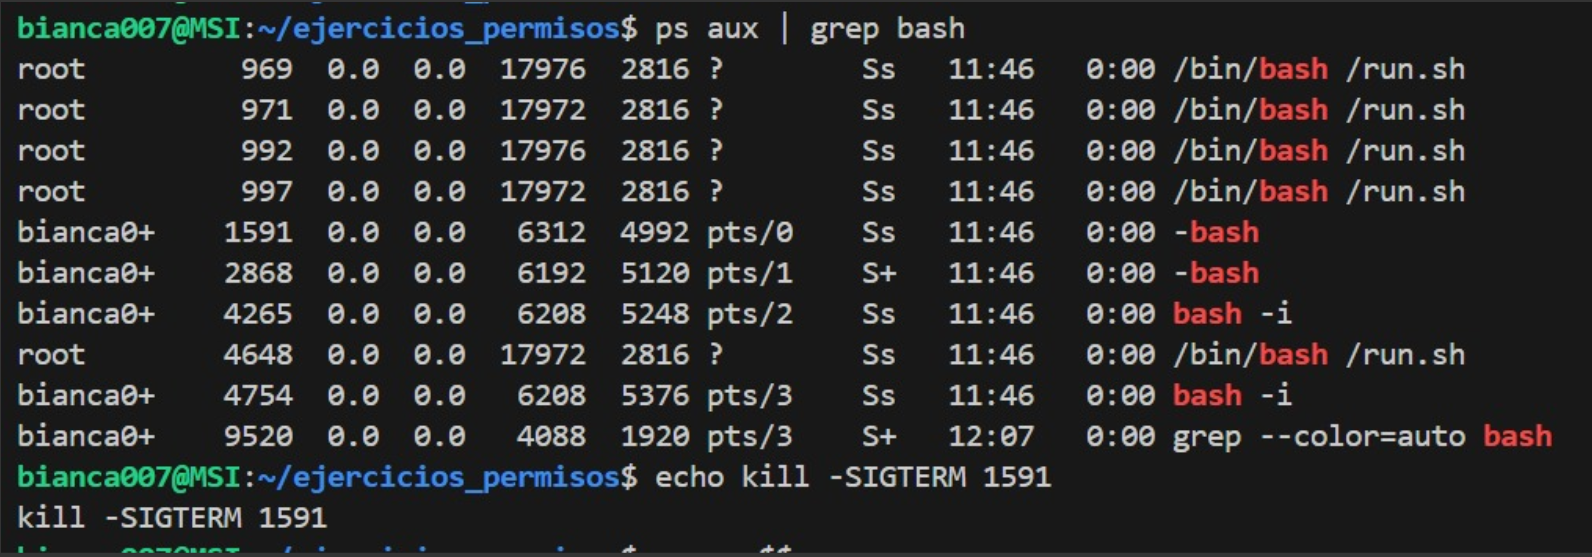 bianca007@MSI:~/ejercicios_permisos$ ps aux | grep bash
root         969  0.0  0.0  17976  2816 ?        Ss   11:46   0:00 /bin/bash /run.sh
root         971  0.0  0.0  17972  2816 ?        Ss   11:46   0:00 /bin/bash /run.sh
root         992  0.0  0.0  17976  2816 ?        Ss   11:46   0:00 /bin/bash /run.sh
root         997  0.0  0.0  17972  2816 ?        Ss   11:46   0:00 /bin/bash /run.sh
bianca0+    1591  0.0  0.0   6312  4992 pts/0    Ss   11:46   0:00 -bash
bianca0+    2868  0.0  0.0   6192  5120 pts/1    S+   11:46   0:00 -bash
bianca0+    4265  0.0  0.0   6208  5248 pts/2    Ss   11:46   0:00 bash -i
root        4648  0.0  0.0  17972  2816 ?        Ss   11:46   0:00 /bin/bash /run.sh
bianca0+    4754  0.0  0.0   6208  5376 pts/3    Ss   11:46   0:00 bash -i
bianca0+    9520  0.0  0.0   4088  1920 pts/3    S+   12:07   0:00 grep --color=auto bash
bianca007@MSI:~/ejercicios_permisos$ echo kill -SIGTERM 1591
kill -SIGTERM 1591